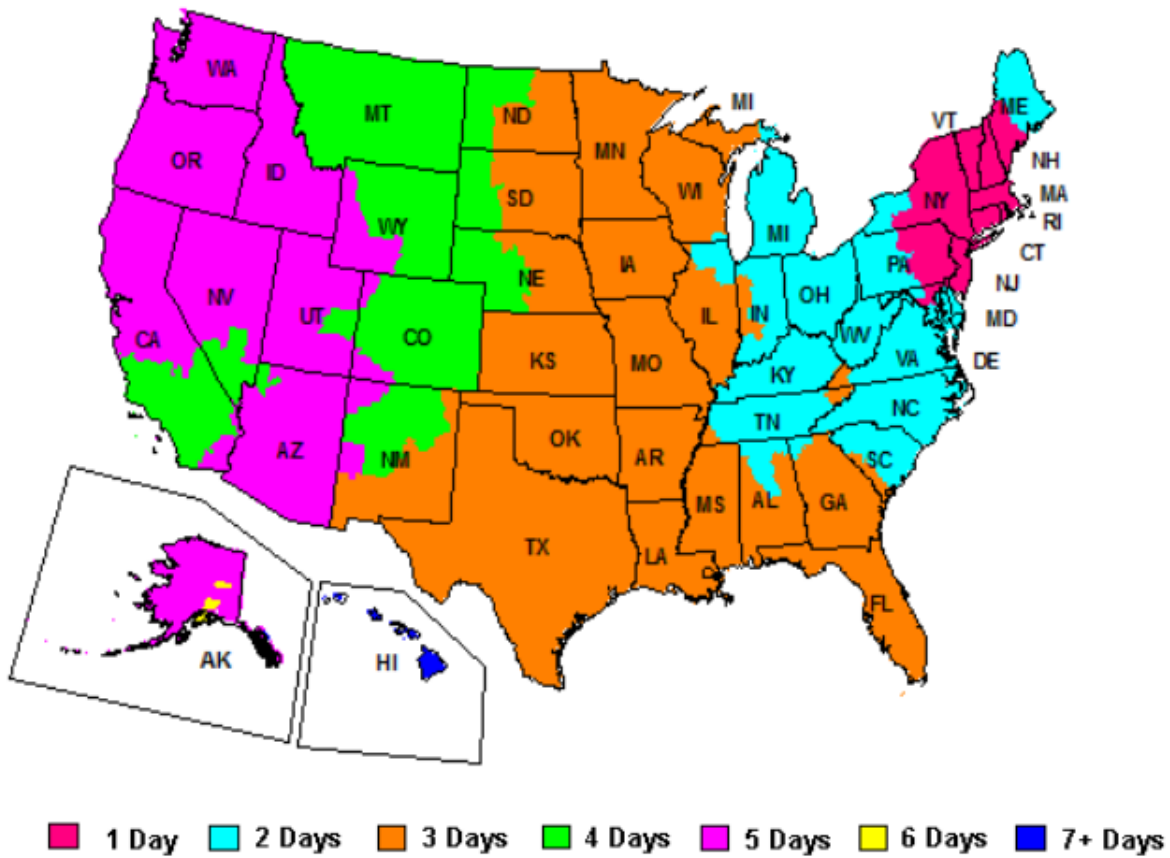 WA
MT
ND
MN
MI
VT
ME
NH
OR
ID
WY
SD
WI
NY
MA
RI
MI
CT
NV
UT
CO
NE
IA
IL
IN
OH
PA
NJ
MD
DE
CA
KS
MO
KY
WV
VA
AZ
NM
OK
AR
TN
NC
SC
TX
LA
MS
AL
GA
FL
AK
HI
1 Day 2 Days 3 Days 4 Days 5 Days 6 Days 7+ Days